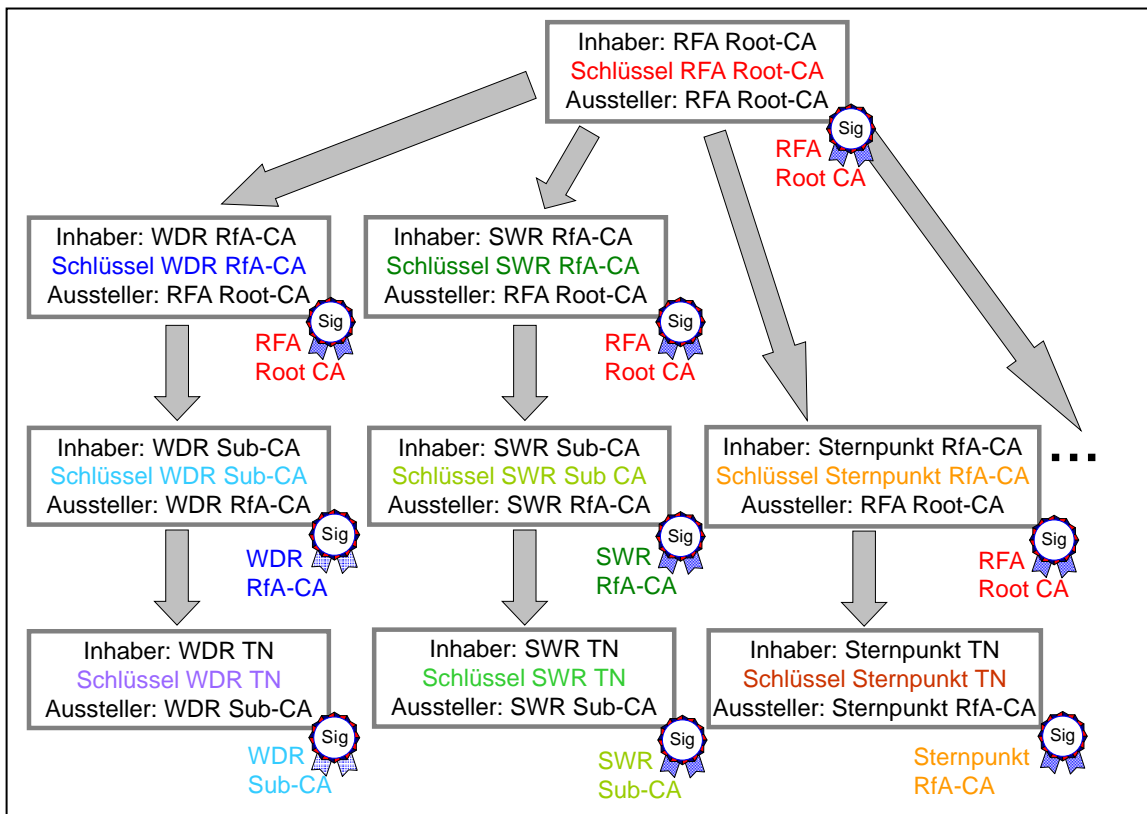 Inhaber: RFA Root-CA
Schlüssel RFA Root-CA
Aussteller: RFA Root-CA
Sig
RFA
Root CA
Inhaber: WDR RfA-CA
Schlüssel WDR RfA-CA
Aussteller: RFA Root-CA
Sig
RFA
Root CA
Inhaber: SWR RfA-CA
Schlüssel SWR RfA-CA
Aussteller: RFA Root-CA
Sig
RFA
Root CA
Inhaber: WDR Sub-CA
Schlüssel WDR Sub-CA
Aussteller: WDR RfA-CA
Sig
WDR
RfA-CA
Inhaber: SWR Sub-CA
Schlüssel SWR Sub CA
Aussteller: SWR RfA-CA
Sig
SWR
RfA-CA
Inhaber: Sternpunkt RfA-CA
Schlüssel Sternpunkt RfA-CA
Aussteller: RFA Root-CA
Sig
RFA
Root CA
...
Inhaber: WDR TN
Schlüssel WDR TN
Aussteller: WDR Sub-CA
Sig
WDR
Sub-CA
Inhaber: SWR TN
Schlüssel SWR TN
Aussteller: SWR Sub-CA
Sig
SWR
Sub-CA
Inhaber: Sternpunkt TN
Schlüssel Sternpunkt TN
Aussteller: Sternpunkt RfA-CA
Sig
Sternpunkt
RfA-CA